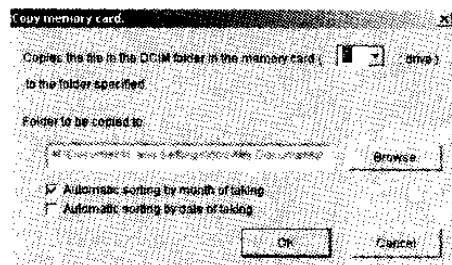 Copy memory card.
Copies the file in the DCIM folder in the memory card ( drive )
to the folder specified
Folder to be copied to
Browse
Automatic sorting by month of taking
Automatic sorting by date of taking
OK Cancel